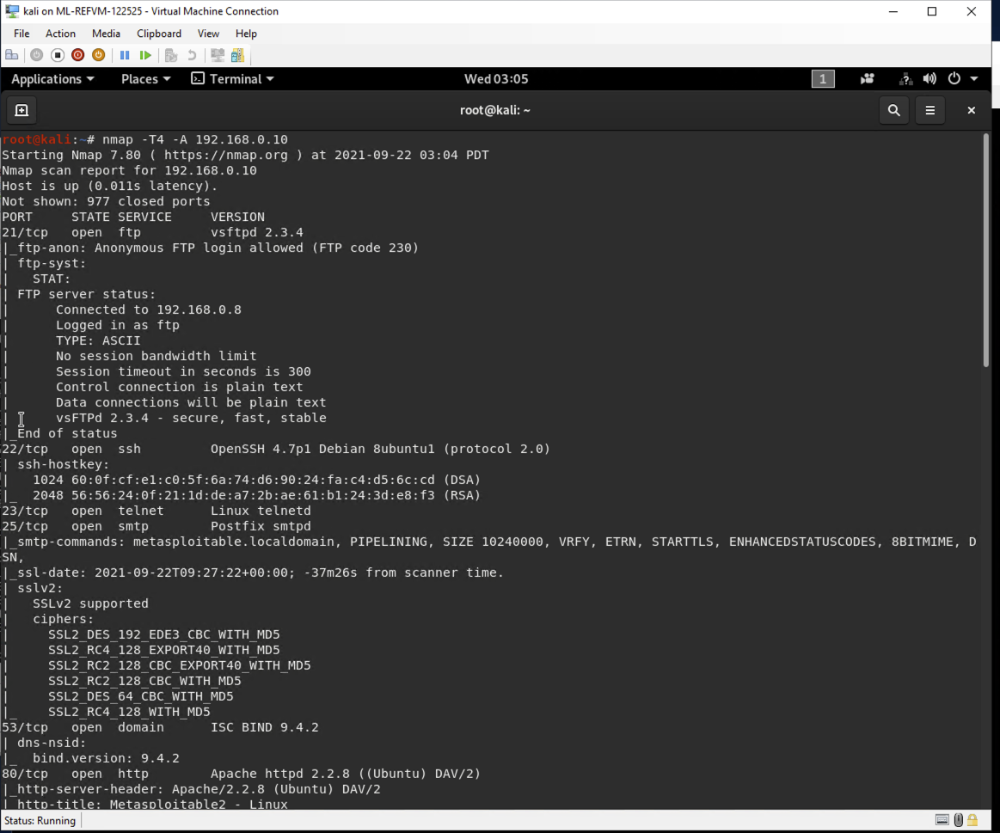 kali on ML-REFVM-122525 - Virtual Machine Connection
File Action Media Clipboard View Help
Applications Places Terminal Wed 03:05 1
root@kali: ~
root@kali:~# nmap -T4 -A 192.168.0.10
Starting Nmap 7.80 ( https://nmap.org ) at 2021-09-22 03:04 PDT
Nmap scan report for 192.168.0.10
Host is up (0.011s latency).
Not shown: 977 closed ports
PORT     STATE SERVICE     VERSION
21/tcp   open  ftp         vsftpd 2.3.4
|_ftp-anon: Anonymous FTP login allowed (FTP code 230)
| ftp-syst:
|   STAT:
| FTP server status:
|      Connected to 192.168.0.8
|      Logged in as ftp
|      TYPE: ASCII
|      No session bandwidth limit
|      Session timeout in seconds is 300
|      Control connection is plain text
|      Data connections will be plain text
|      vsFTPd 2.3.4 - secure, fast, stable
|_End of status
22/tcp   open  ssh         OpenSSH 4.7p1 Debian 8ubuntu1 (protocol 2.0)
| ssh-hostkey:
|   1024 60:0f:cf:e1:c0:5f:6a:74:d6:90:24:fa:c4:d5:6c:cd (DSA)
|_  2048 56:56:24:0f:21:1d:de:a7:2b:ae:61:b1:24:3d:e8:f3 (RSA)
23/tcp   open  telnet      Linux telnetd
25/tcp   open  smtp        Postfix smtpd
|_smtp-commands: metasploitable.localdomain, PIPELINING, SIZE 10240000, VRFY, ETRN, STARTTLS, ENHANCEDSTATUSCODES, 8BITMIME, D
SN,
|_ssl-date: 2021-09-22T09:27:22+00:00; -37m26s from scanner time.
| sslv2:
|   SSLv2 supported
|   ciphers:
|     SSL2_DES_192_EDE3_CBC_WITH_MD5
|     SSL2_RC4_128_EXPORT40_WITH_MD5
|     SSL2_RC2_128_CBC_EXPORT40_WITH_MD5
|     SSL2_RC2_128_CBC_WITH_MD5
|     SSL2_DES_64_CBC_WITH_MD5
|_    SSL2_RC4_128_WITH_MD5
53/tcp   open  domain      ISC BIND 9.4.2
| dns-nsid:
|_  bind.version: 9.4.2
80/tcp   open  http        Apache httpd 2.2.8 ((Ubuntu) DAV/2)
|_http-server-header: Apache/2.2.8 (Ubuntu) DAV/2
| http-title: Metasploitable2 - Linux
Status: Running